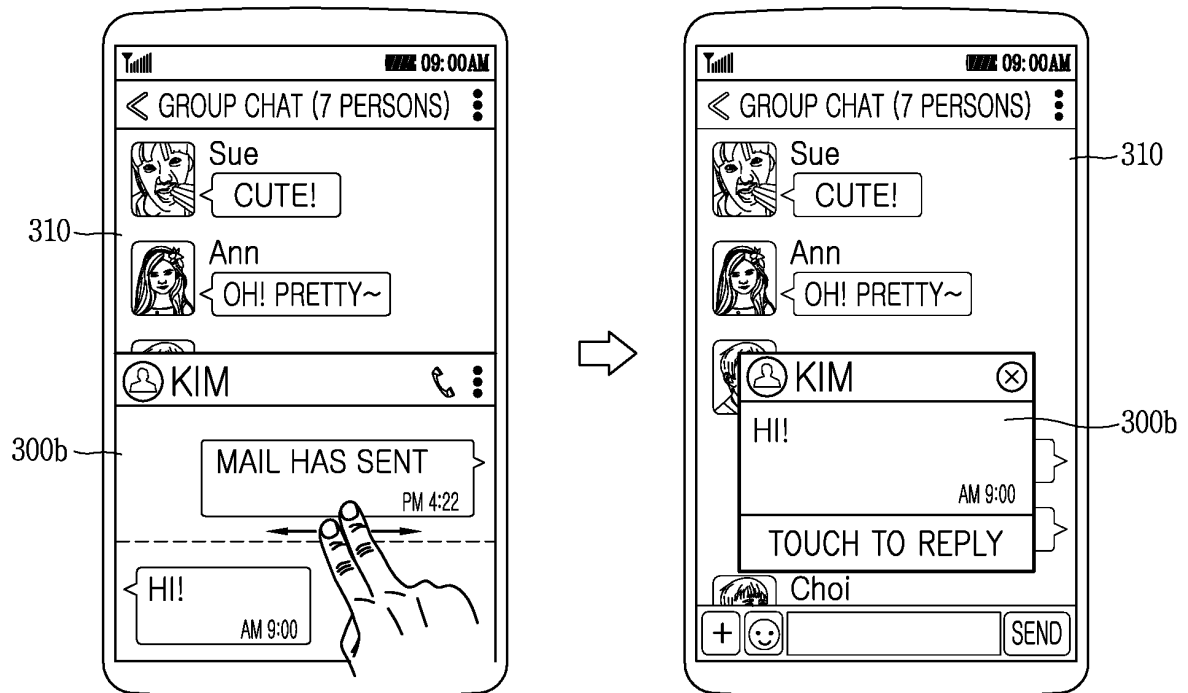 09:00AM
GROUP CHAT (7 PERSONS)
Sue
CUTE!
310
Ann
OH! PRETTY~
KIM
300b
MAIL HAS SENT
PM 4:22
HI!
AM 9:00
09:00AM
GROUP CHAT (7 PERSONS)
310
Sue
CUTE!
Ann
OH! PRETTY~
KIM
HI!
300b
AM 9:00
TOUCH TO REPLY
Choi
+
SEND